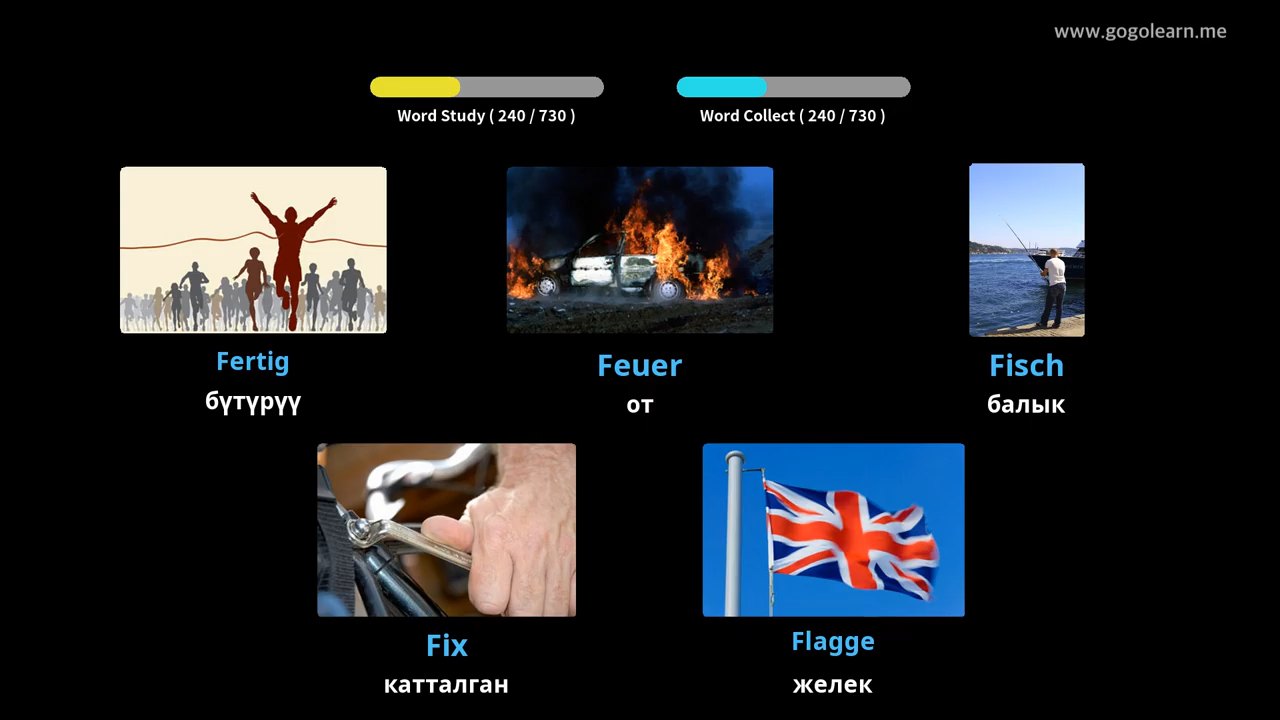 www.gogolearn.me
Word Study ( 240 / 730 )
Word Collect ( 240 / 730 )
Fertig
бүтүрүү
Feuer
от
Fisch
балык
Fix
катталган
Flagge
желек